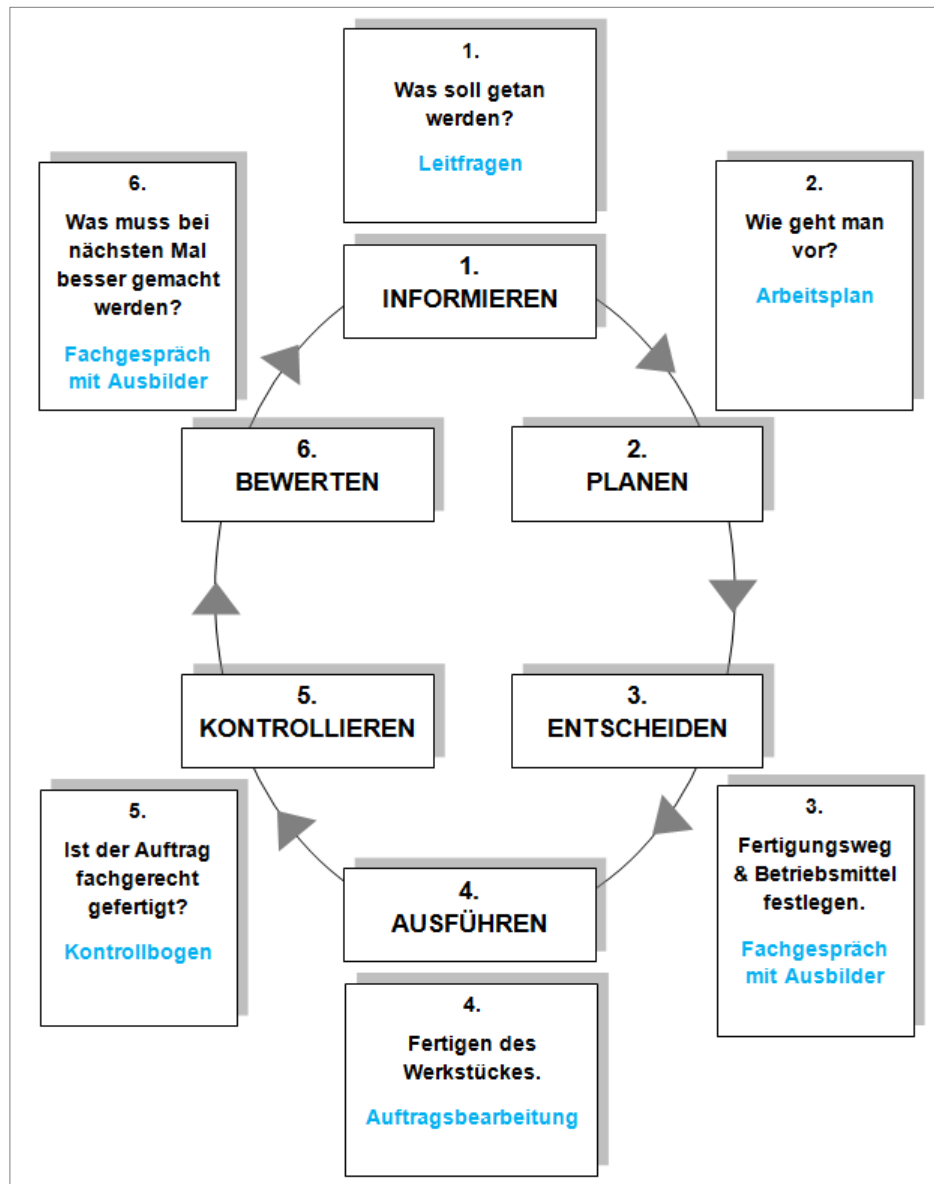 1.
Was soll getan
werden?
Leitfragen
1.
INFORMIEREN
2.
Wie geht man
vor?
Arbeitsplan
2.
PLANEN
3.
ENTSCHEIDEN
3.
Fertigungsweg
& Betriebsmittel
festlegen.
Fachgespräch
mit Ausbilder
4.
AUSFÜHREN
4.
Fertigen des
Werkstückes.
Auftragsbearbeitung
5.
KONTROLLIEREN
5.
Ist der Auftrag
fachgerecht
gefertigt?
Kontrollbogen
6.
BEWERTEN
6.
Was muss bei
nächsten Mal
besser gemacht
werden?
Fachgespräch
mit Ausbilder